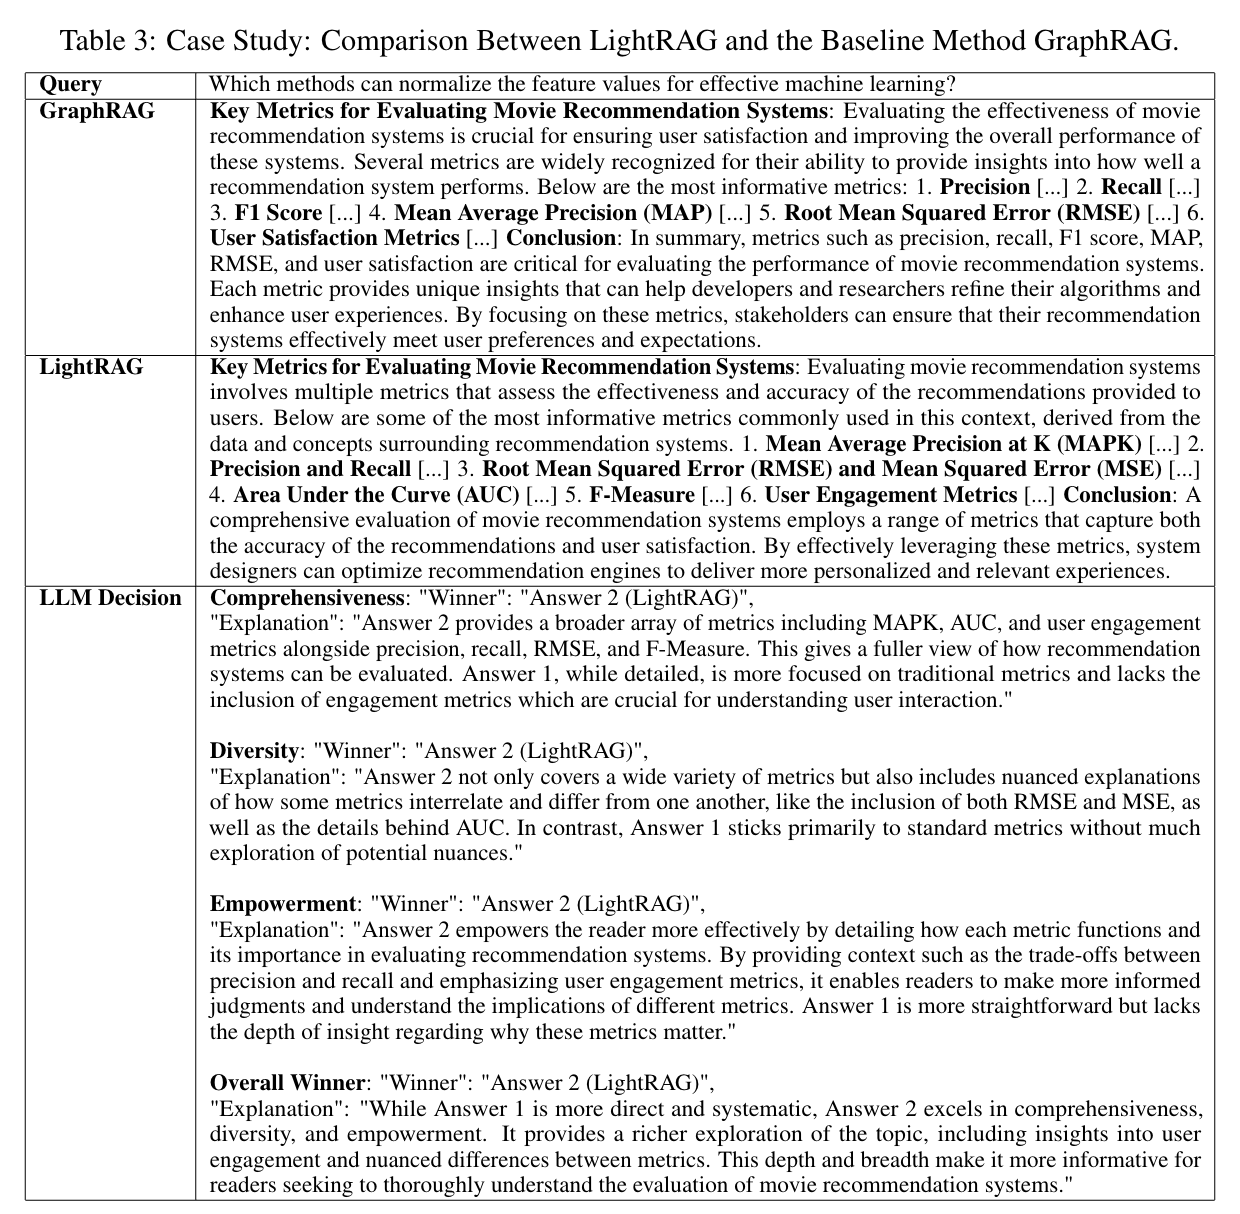 Table 3: Case Study: Comparison Between LightRAG and the Baseline Method GraphRAG.
Query Which methods can normalize the feature values for effective machine learning?
GraphRAG Key Metrics for Evaluating Movie Recommendation Systems: Evaluating the effectiveness of movie
recommendation systems is crucial for ensuring user satisfaction and improving the overall performance of
these systems. Several metrics are widely recognized for their ability to provide insights into how well a
recommendation system performs. Below are the most informative metrics: 1. Precision [...] 2. Recall [...]
3. F1 Score [...] 4. Mean Average Precision (MAP) [...] 5. Root Mean Squared Error (RMSE) [...] 6.
User Satisfaction Metrics [...] Conclusion: In summary, metrics such as precision, recall, F1 score, MAP,
RMSE, and user satisfaction are critical for evaluating the performance of movie recommendation systems.
Each metric provides unique insights that can help developers and researchers refine their algorithms and
enhance user experiences. By focusing on these metrics, stakeholders can ensure that their recommendation
systems effectively meet user preferences and expectations.
LightRAG Key Metrics for Evaluating Movie Recommendation Systems: Evaluating movie recommendation systems
involves multiple metrics that assess the effectiveness and accuracy of the recommendations provided to
users. Below are some of the most informative metrics commonly used in this context, derived from the
data and concepts surrounding recommendation systems. 1. Mean Average Precision at K (MAPK) [...] 2.
Precision and Recall [...] 3. Root Mean Squared Error (RMSE) and Mean Squared Error (MSE) [...]
4. Area Under the Curve (AUC) [...] 5. F-Measure [...] 6. User Engagement Metrics [...] Conclusion: A
comprehensive evaluation of movie recommendation systems employs a range of metrics that capture both
the accuracy of the recommendations and user satisfaction. By effectively leveraging these metrics, system
designers can optimize recommendation engines to deliver more personalized and relevant experiences.
LLM Decision Comprehensiveness: "Winner": "Answer 2 (LightRAG)",
"Explanation": "Answer 2 provides a broader array of metrics including MAPK, AUC, and user engagement
metrics alongside precision, recall, RMSE, and F-Measure. This gives a fuller view of how recommendation
systems can be evaluated. Answer 1, while detailed, is more focused on traditional metrics and lacks the
inclusion of engagement metrics which are crucial for understanding user interaction."
Diversity: "Winner": "Answer 2 (LightRAG)",
"Explanation": "Answer 2 not only covers a wide variety of metrics but also includes nuanced explanations
of how some metrics interrelate and differ from one another, like the inclusion of both RMSE and MSE, as
well as the details behind AUC. In contrast, Answer 1 sticks primarily to standard metrics without much
exploration of potential nuances."
Empowerment: "Winner": "Answer 2 (LightRAG)",
"Explanation": "Answer 2 empowers the reader more effectively by detailing how each metric functions and
its importance in evaluating recommendation systems. By providing context such as the trade-offs between
precision and recall and emphasizing user engagement metrics, it enables readers to make more informed
judgments and understand the implications of different metrics. Answer 1 is more straightforward but lacks
the depth of insight regarding why these metrics matter."
Overall Winner: "Winner": "Answer 2 (LightRAG)",
"Explanation": "While Answer 1 is more direct and systematic, Answer 2 excels in comprehensiveness,
diversity, and empowerment. It provides a richer exploration of the topic, including insights into user
engagement and nuanced differences between metrics. This depth and breadth make it more informative for
readers seeking to thoroughly understand the evaluation of movie recommendation systems."